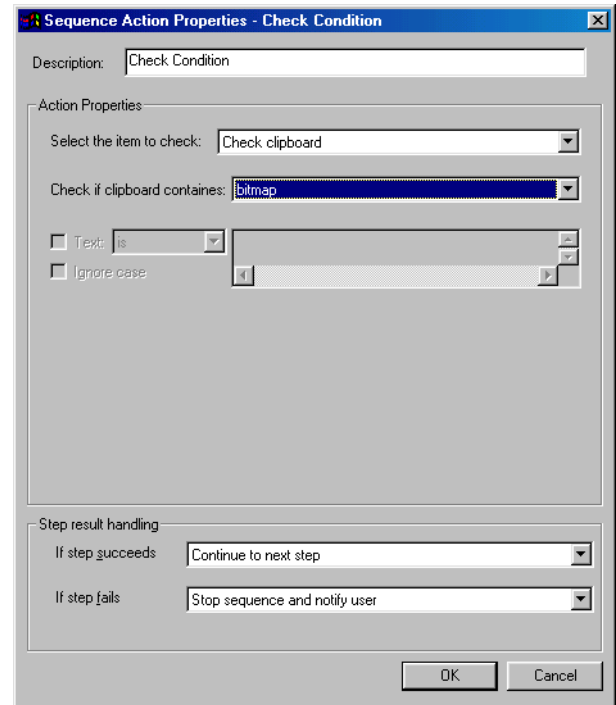 Sequence Action Properties - Check Condition
Description: Check Condition
Action Properties
Select the item to check: Check clipboard
Check if clipboard containes: bitmap
Text: is
Ignore case
Step result handling
If step succeeds Continue to next step
If step fails Stop sequence and notify user
OK Cancel